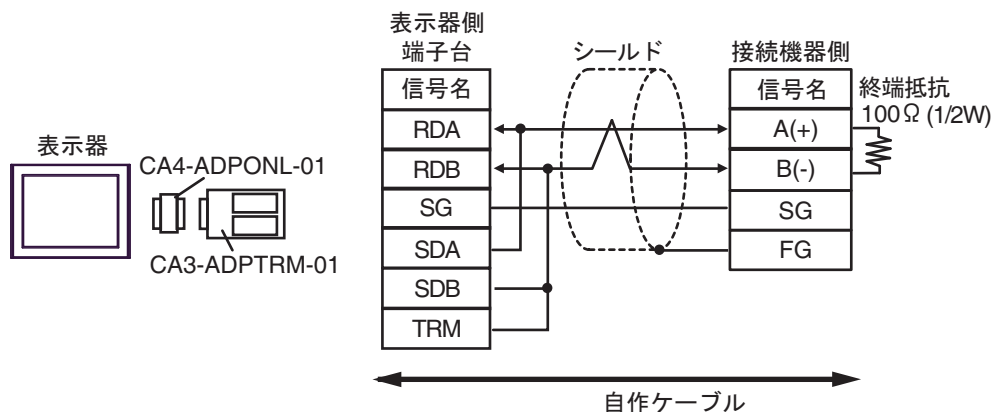 表示器
CA4-ADPONL-01
CA3-ADPTRM-01
表示器側
端子台
信号名
RDA
RDB
SG
SDA
SDB
TRM
シールド
接続機器側
信号名
A(+)
B(-)
SG
FG
終端抵抗
100Ω (1/2W)
自作ケーブル